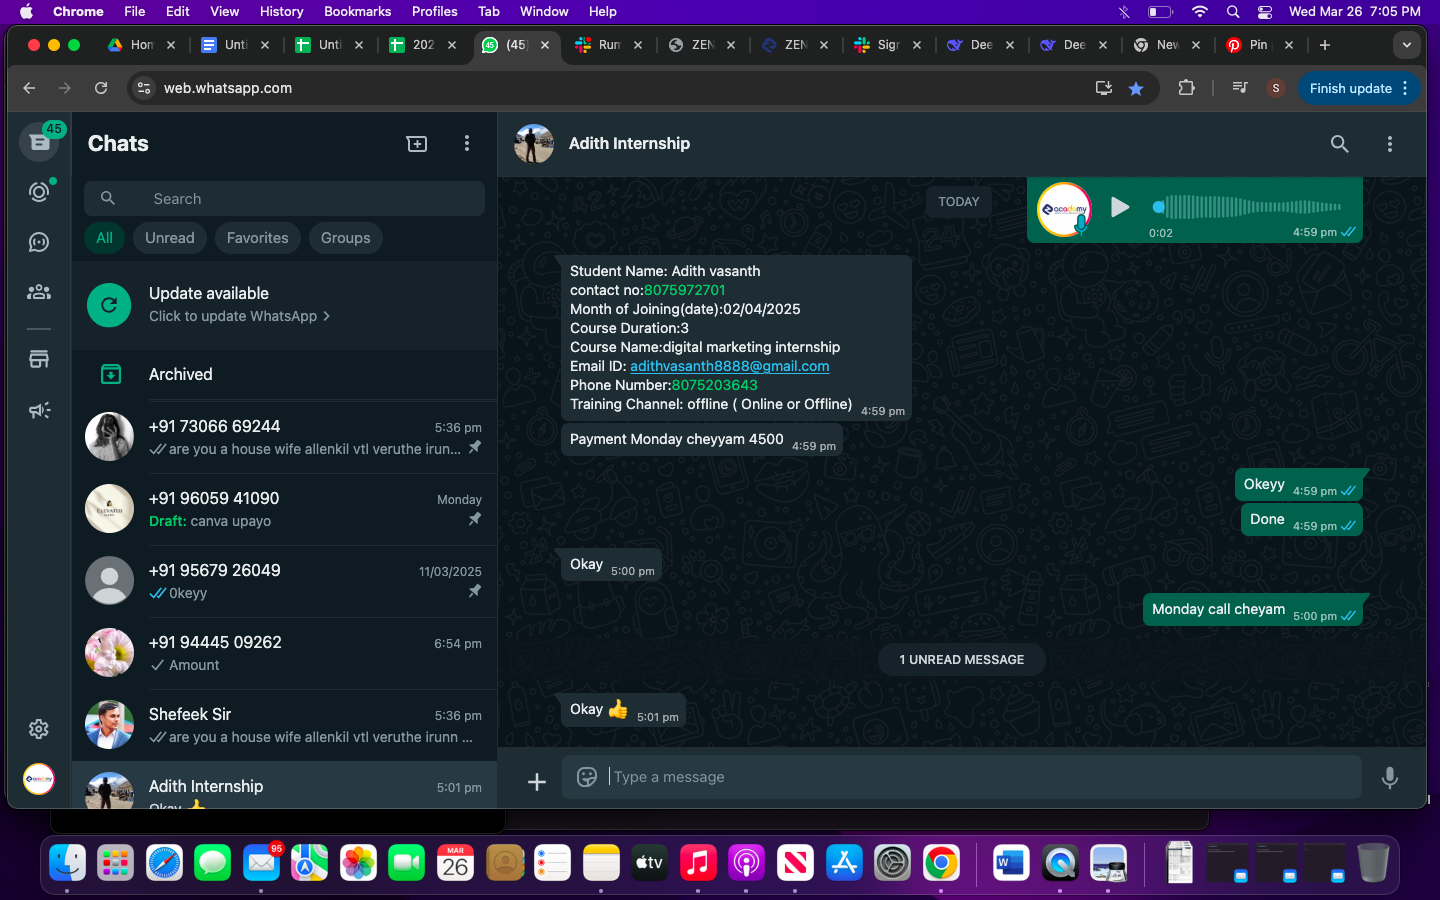 Chrome File Edit View History Bookmarks Profiles Tab Window Help Wed Mar 26 7:05 PM
Hom Unti Unti 202 45 (45) Run ZEN ZEN Sign Dee Dee New Pin
web.whatsapp.com S Finish update
45
Chats
Search
All Unread Favorites Groups
Update available
Click to update WhatsApp
Archived
+91 73066 69244 5:36 pm
are you a house wife allenkil vtl veruthe irun...
+91 96059 41090 Monday
Draft: canva upayo
+91 95679 26049 11/03/2025
0keyy
+91 94445 09262 6:54 pm
Amount
Shefeek Sir 5:36 pm
are you a house wife allenkil vtl veruthe irunn ...
Adith Internship 5:01 pm
Okay 👍
academy
Adith Internship
TODAY
academy
0:02 4:59 pm
Student Name: Adith vasanth
contact no:8075972701
Month of Joining(date):02/04/2025
Course Duration:3
Course Name:digital marketing internship
Email ID: adithvasanth8888@gmail.com
Phone Number:8075203643
Training Channel: offline ( Online or Offline) 4:59 pm
Payment Monday cheyyam 4500 4:59 pm
Okeyy 4:59 pm
Done 4:59 pm
Okay 5:00 pm
Monday call cheyam 5:00 pm
1 UNREAD MESSAGE
Okay 👍 5:01 pm
Type a message
95
MAR
26
tv
W